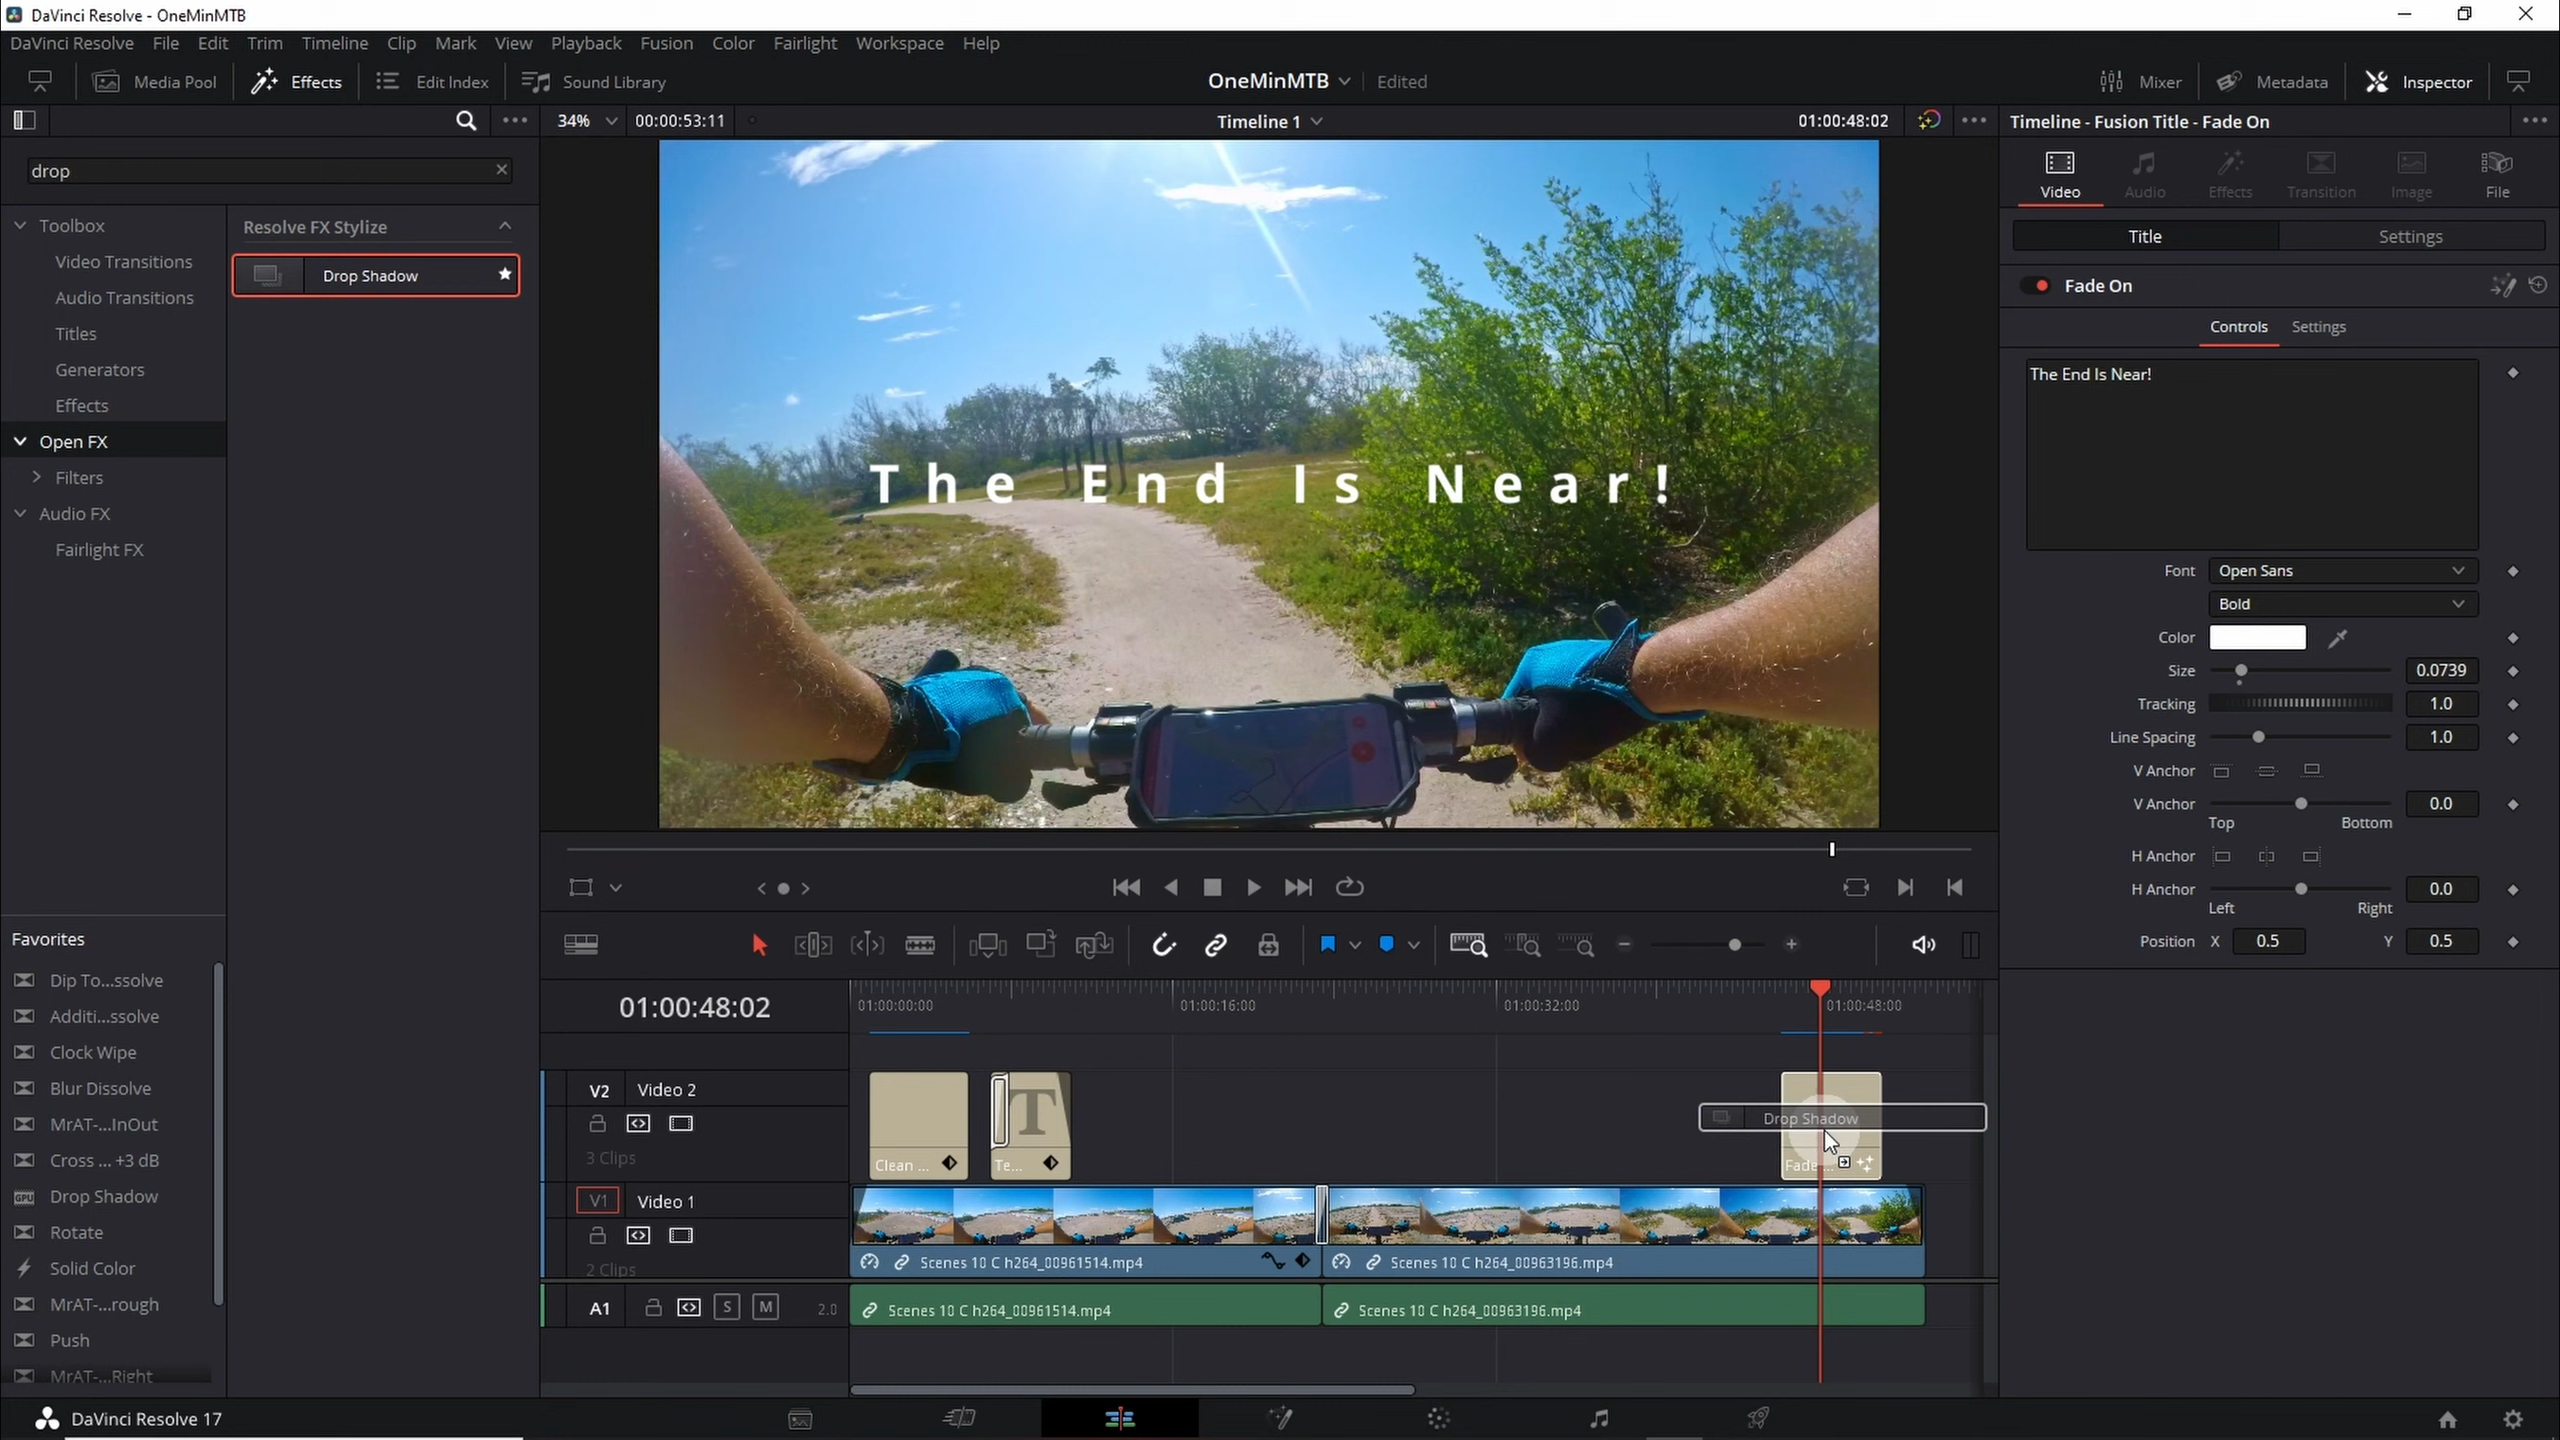 DaVinci Resolve - OneMinMTB
DaVinci Resolve File Edit Trim Timeline Clip Mark View Playback Fusion Color Fairlight Workspace Help
Media Pool Effects Edit Index Sound Library OneMinMTB Edited Mixer Metadata Inspector
34% 00:00:53:11 Timeline 1 01:00:48:02 Timeline - Fusion Title - Fade On
drop
Toolbox
Video Transitions
Audio Transitions
Titles
Generators
Effects
Open FX
Filters
Audio FX
Fairlight FX
Resolve FX Stylize
Drop Shadow
Favorites
Dip To...ssolve
Additi...ssolve
Clock Wipe
Blur Dissolve
MrAT-...InOut
Cross ... +3 dB
Drop Shadow
Rotate
Solid Color
MrAT-...rough
Push
MrAT-...Right
The End Is Near!
Video Audio Effects Transition Image File
Title Settings
Fade On
Controls Settings
The End Is Near!
Font Open Sans
Bold
Color
Size 0.0739
Tracking 1.0
Line Spacing 1.0
V Anchor
V Anchor 0.0
Top Bottom
H Anchor
H Anchor 0.0
Left Right
Position X 0.5 Y 0.5
01:00:48:02 01:00:00:00 01:00:16:00 01:00:32:00 01:00:48:00
V2 Video 2
3 Clips
Clean ... Te... Fade ...
Drop Shadow
V1 Video 1
2 Clips
Scenes 10 C h264_00961514.mp4 Scenes 10 C h264_00963196.mp4
A1 S M 2.0
Scenes 10 C h264_00961514.mp4 Scenes 10 C h264_00963196.mp4
DaVinci Resolve 17